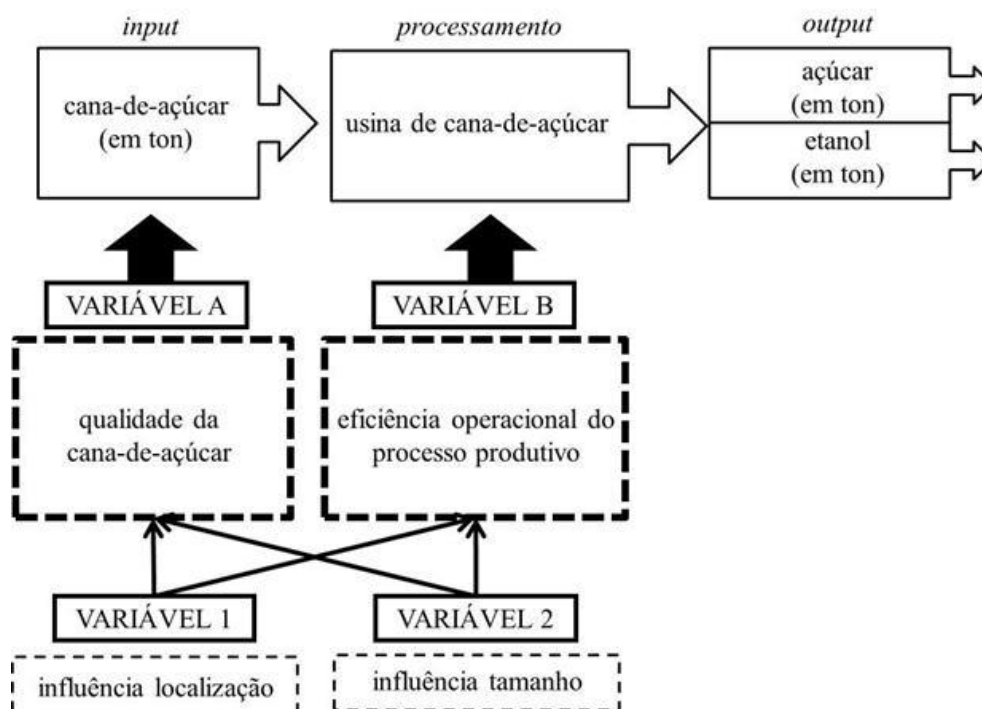 input
processamento
output
cana-de-açúcar
(em ton)
usina de cana-de-açúcar
açúcar
(em ton)
etanol
(em ton)
VARIÁVEL A
VARIÁVEL B
qualidade da
cana-de-açúcar
eficiência operacional do
processo produtivo
VARIÁVEL 1
VARIÁVEL 2
influência localização
influência tamanho